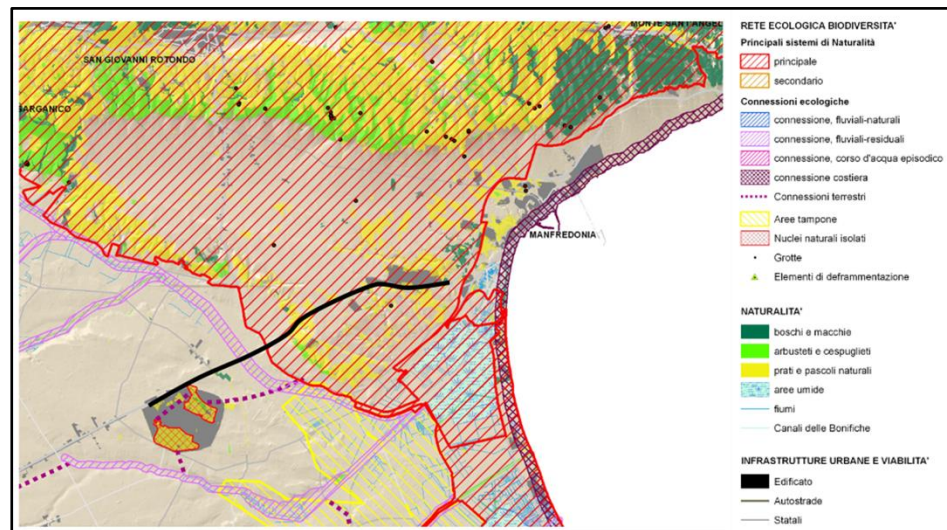 MONTE SANT'ANGEL
SAN GIOVANNI ROTONDO
GARGANICO
MANFREDONIA
RETE ECOLOGICA BIODIVERSITA'
Principali sistemi di Naturalità
principale
secondario
Connessioni ecologiche
connessione, fluviali-naturali
connessione, fluviali-residuali
connessione, corso d'acqua episodico
connessione costiera
Connessioni terrestri
Aree tampone
Nuclei naturali isolati
Grotte
Elementi di deframmentazione
NATURALITA'
boschi e macchie
arbusteti e cespuglieti
prati e pascoli naturali
aree umide
fiumi
Canali delle Bonifiche
INFRASTRUTTURE URBANE E VIABILITA'
Edificato
Autostrade
Statali